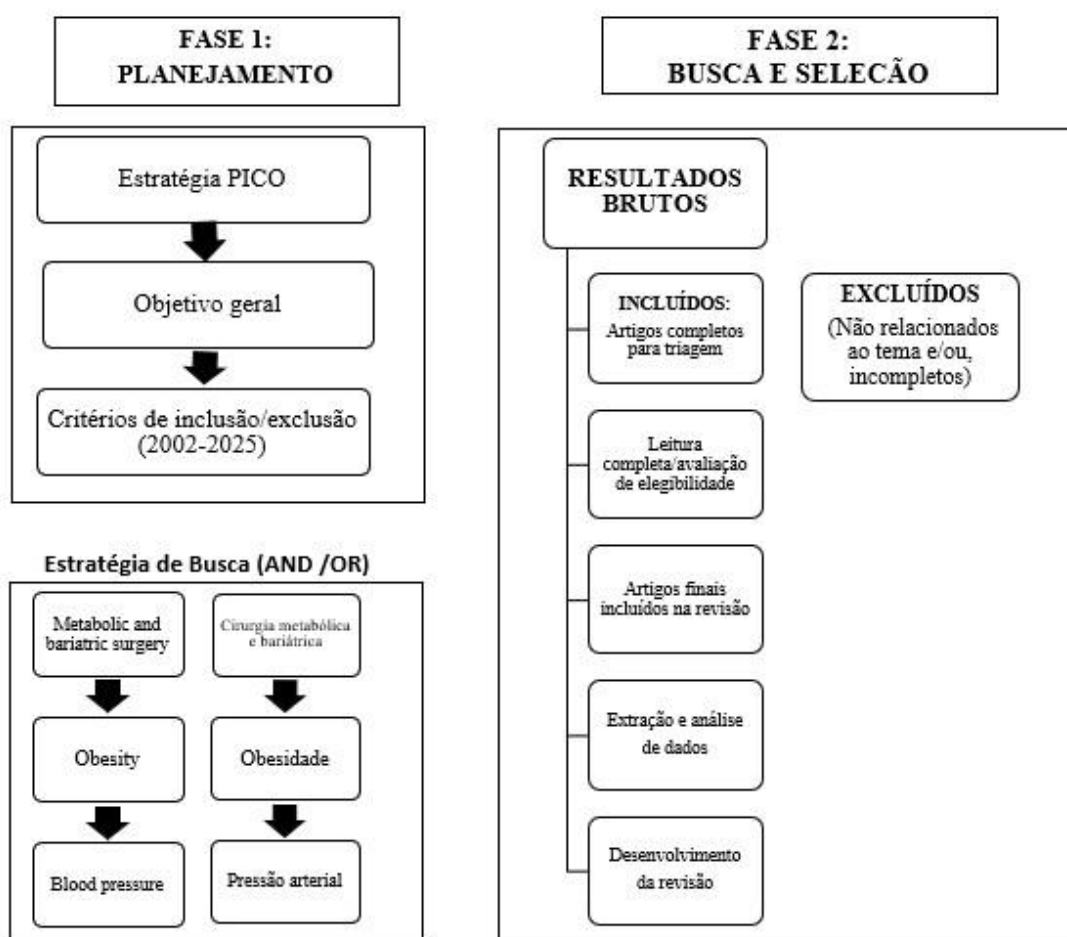 FASE 1:
PLANEJAMENTO
Estratégia PICO
Objetivo geral
Critérios de inclusão/exclusão
(2002-2025)
Estratégia de Busca (AND /OR)
Metabolic and
bariatric surgery
Obesity
Blood pressure
Cirurgia metabólica
e bariátrica
Obesidade
Pressão arterial
FASE 2:
BUSCA E SELECÃO
RESULTADOS
BRUTOS
INCLUÍDOS:
Artigos completos
para triagem
EXCLUÍDOS
(Não relacionados
ao tema e/ou,
incompletos)
Leitura
completa/avaliação
de elegibilidade
Artigos finais
incluídos na revisão
Extração e análise
de dados
Desenvolvimento
da revisão